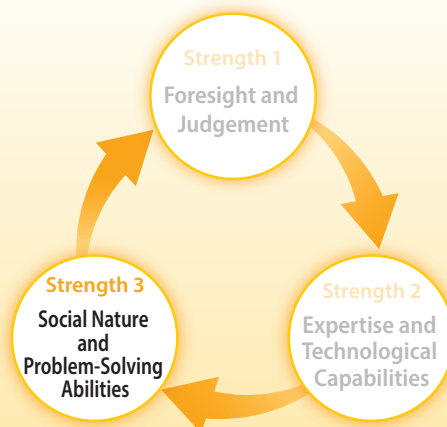 Strength 1
Foresight and
Judgement
Strength 2
Expertise and
Technological
Capabilities
Strength 3
Social Nature
and
Problem-Solving
Abilities